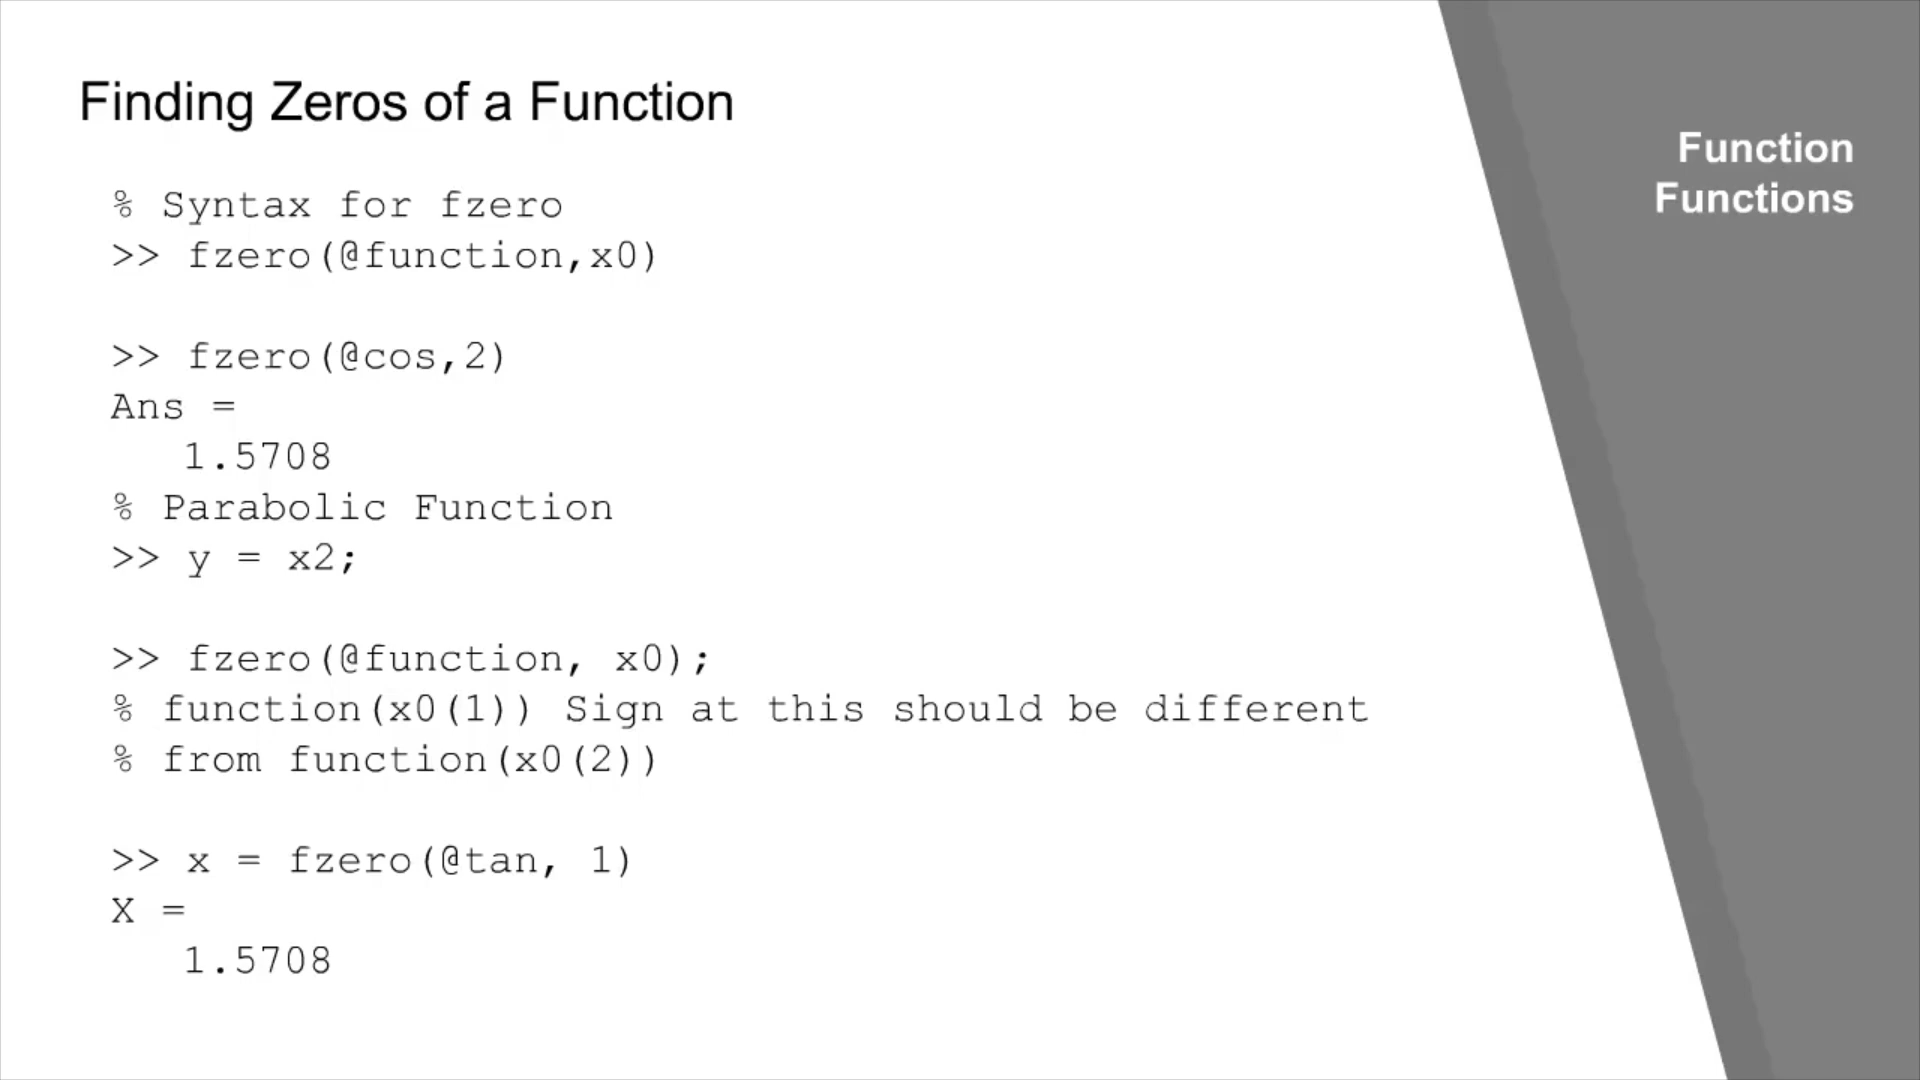 Finding Zeros of a Function
Function
Functions
% Syntax for fzero
>> fzero(@function,x0)
>> fzero(@cos,2)
Ans =
1.5708
% Parabolic Function
>> y = x2;
>> fzero(@function, x0);
% function(x0(1)) Sign at this should be different
% from function(x0(2))
>> x = fzero(@tan, 1)
X =
1.5708